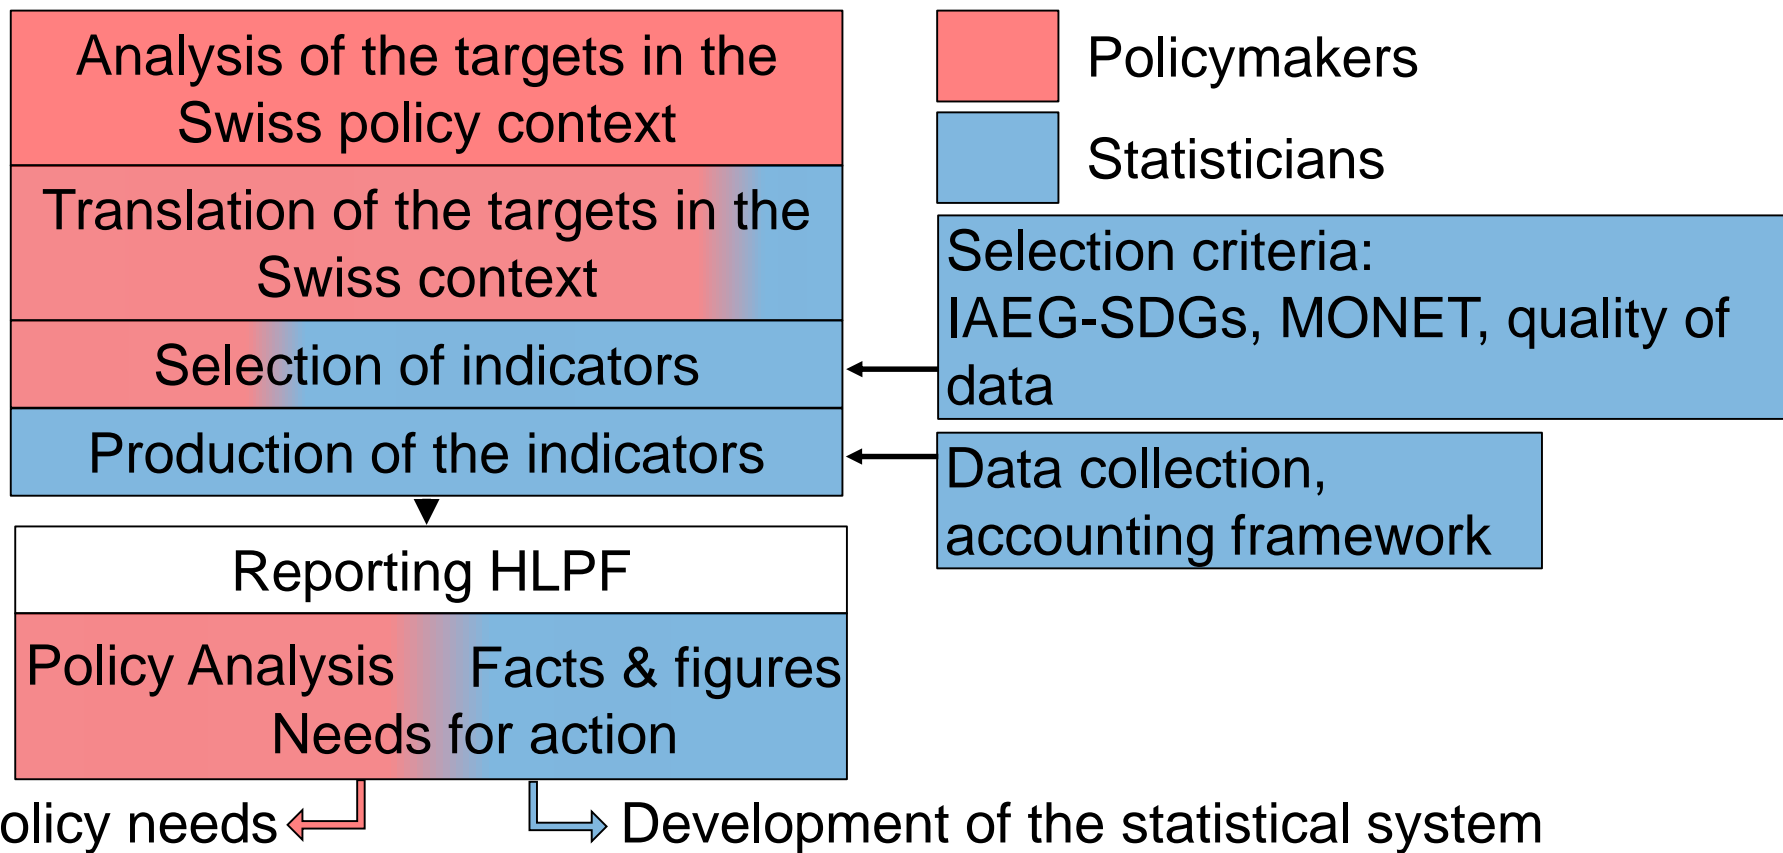 Analysis of the targets in the
Swiss policy context
Translation of the targets in the
Swiss context
Selection of indicators
Production of the indicators
Reporting HLPF
Policy Analysis Facts & figures
Needs for action
olicy needs
Development of the statistical system
Policymakers
Statisticians
Selection criteria:
IAEG-SDGs, MONET, quality of
data
Data collection,
accounting framework